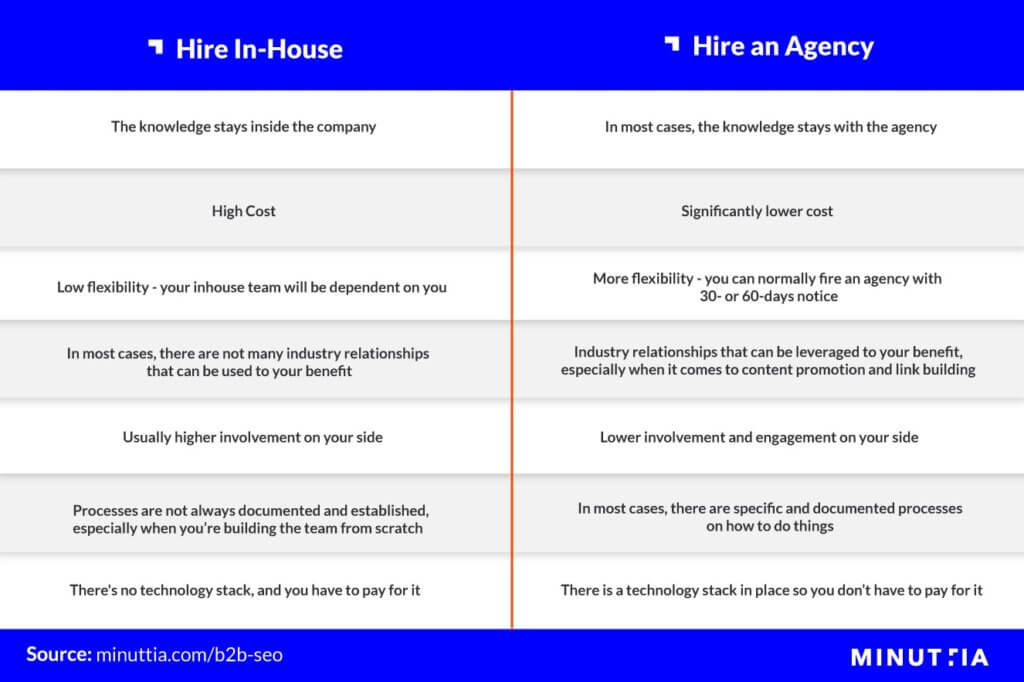 Hire In-House
Hire an Agency
The knowledge stays inside the company
In most cases, the knowledge stays with the agency
High Cost
Significantly lower cost
Low flexibility - your inhouse team will be dependent on you
More flexibility - you can normally fire an agency with
30- or 60-days notice
In most cases, there are not many industry relationships
that can be used to your benefit
Industry relationships that can be leveraged to your benefit,
especially when it comes to content promotion and link building
Usually higher involvement on your side
Lower involvement and engagement on your side
Processes are not always documented and established,
especially when you're building the team from scratch
In most cases, there are specific and documented processes
on how to do things
There's no technology stack, and you have to pay for it
There is a technology stack in place so you don't have to pay for it
Source: minuttia.com/b2b-seo
MINUTTIA